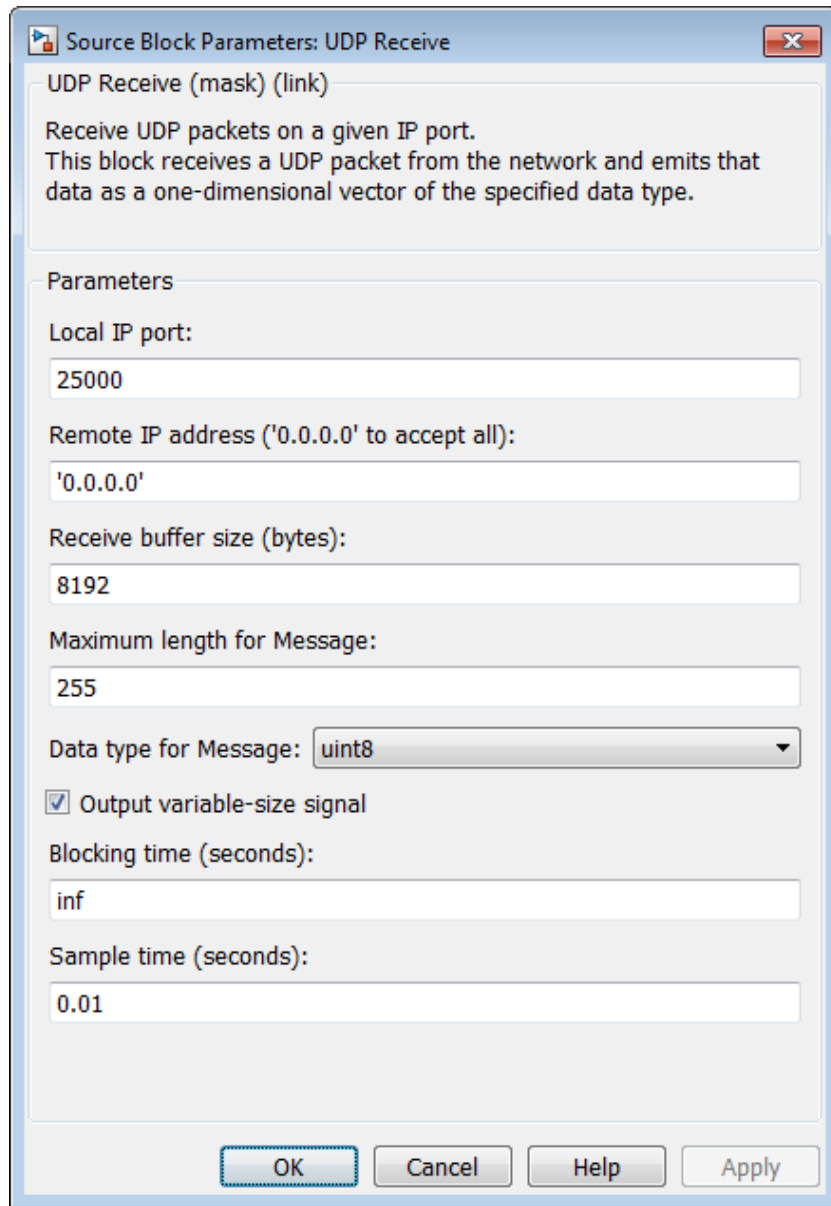 Source Block Parameters: UDP Receive
UDP Receive (mask) (link)
Receive UDP packets on a given IP port.
This block receives a UDP packet from the network and emits that
data as a one-dimensional vector of the specified data type.
Parameters
Local IP port:
25000
Remote IP address ('0.0.0.0' to accept all):
'0.0.0.0'
Receive buffer size (bytes):
8192
Maximum length for Message:
255
Data type for Message: uint8
Output variable-size signal
Blocking time (seconds):
inf
Sample time (seconds):
0.01
OK Cancel Help Apply